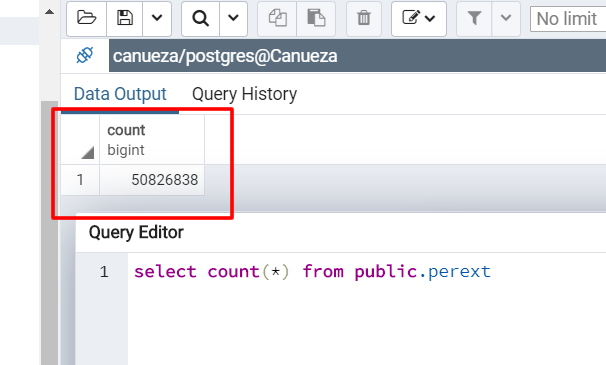 No limit
canueza/postgres@Canueza
Data Output Query History
count
bigint
1 50826838
Query Editor
1 select count(*) from public.perext